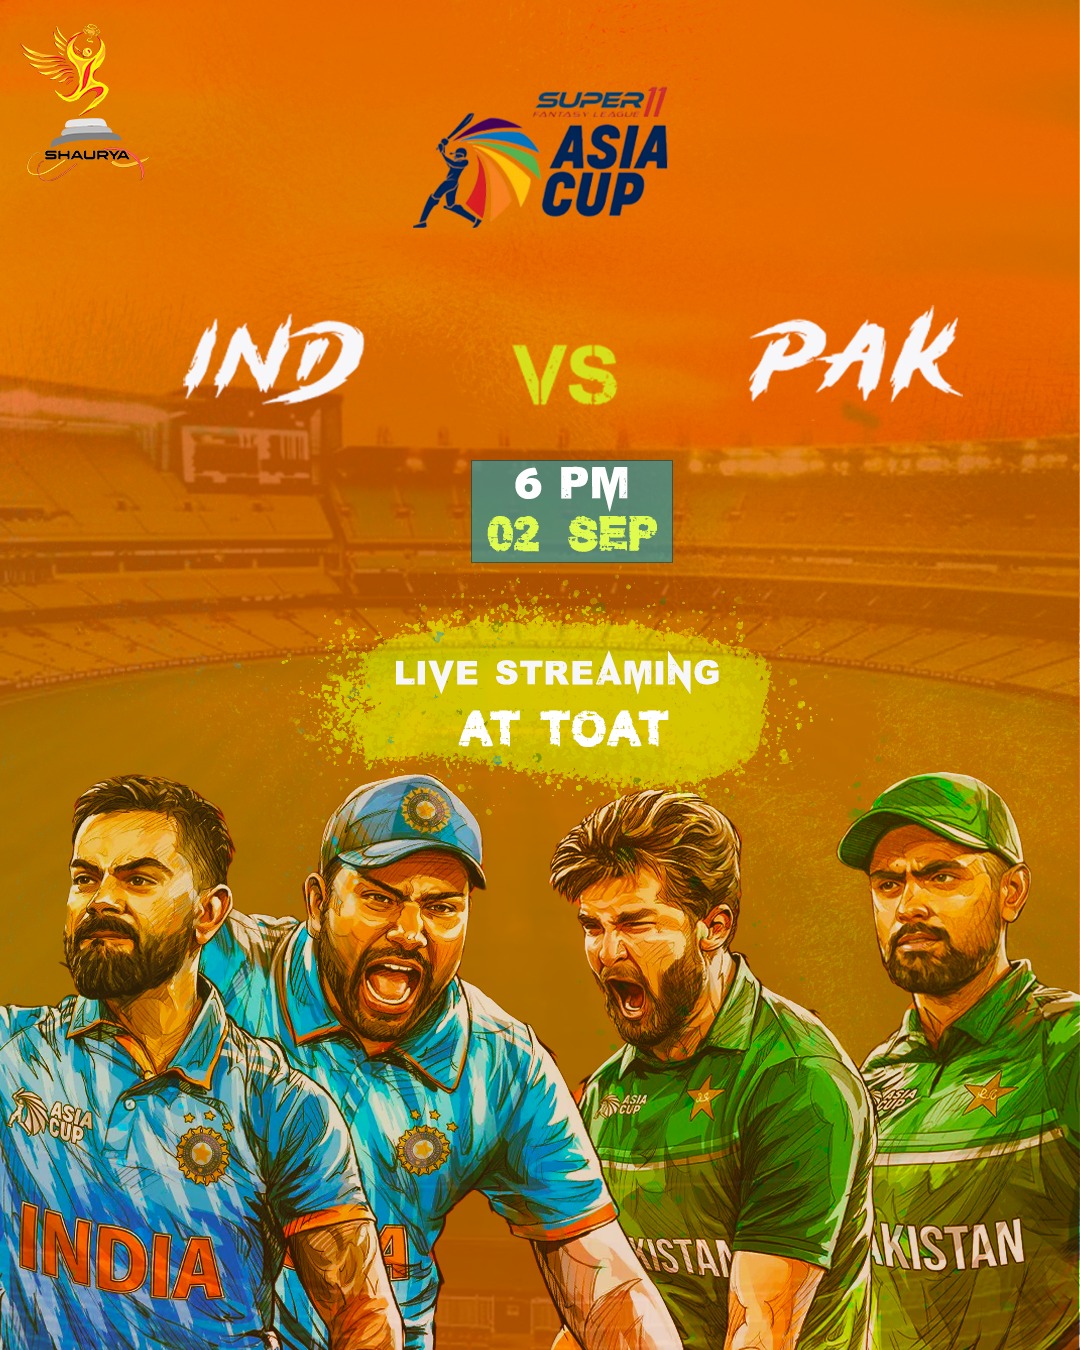 SHAURYA
SUPER11
FANTASY LEAGUE
ASIA
CUP
IND VS PAK
6 PM
02 SEP
LIVE STREAMING
AT TOAT
ASIA
CUP
INDIA
A
ASIA
CUP
KISTAN
ASIA
CUP
AKISTAN